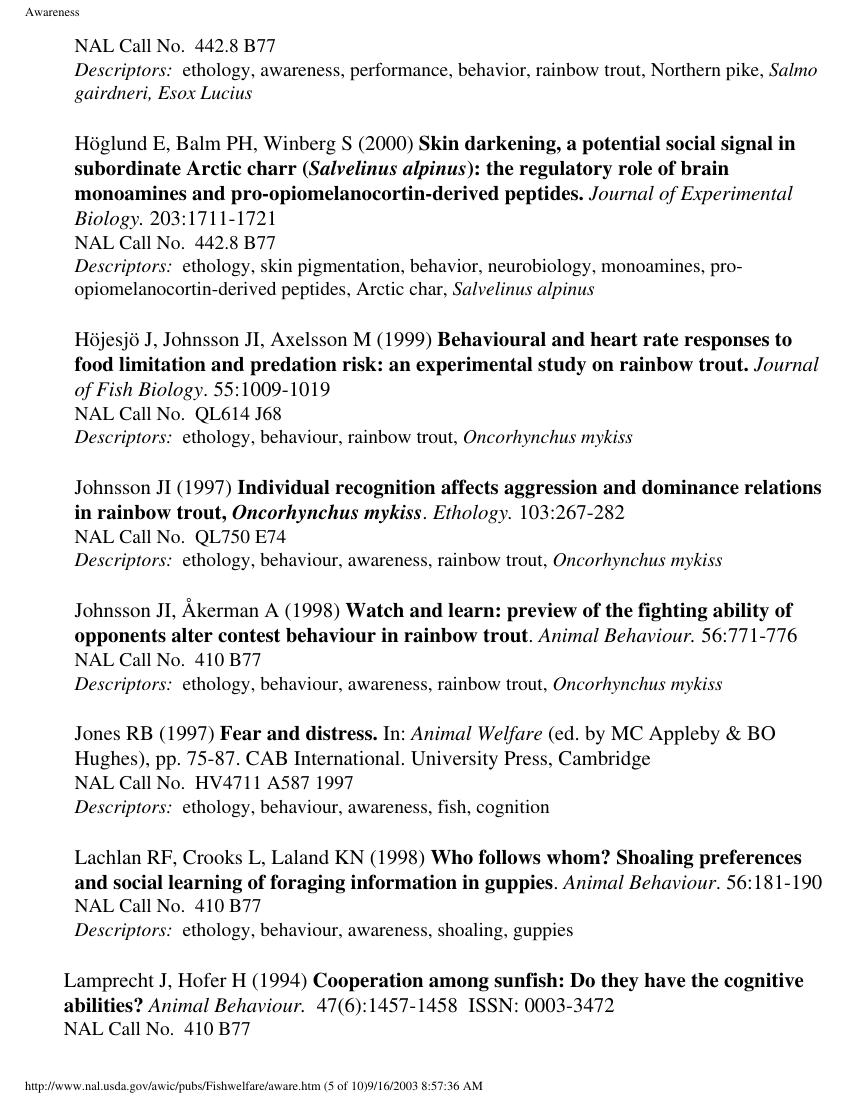 Awareness
NAL Call No.  442.8 B77
Descriptors:  ethology, awareness, performance, behavior, rainbow trout, Northern pike, Salmo
gairdneri, Esox Lucius
Höglund E, Balm PH, Winberg S (2000) Skin darkening, a potential social signal in
subordinate Arctic charr (Salvelinus alpinus): the regulatory role of brain
monoamines and pro-opiomelanocortin-derived peptides. Journal of Experimental
Biology. 203:1711-1721
NAL Call No.  442.8 B77
Descriptors:  ethology, skin pigmentation, behavior, neurobiology, monoamines, pro-
opiomelanocortin-derived peptides, Arctic char, Salvelinus alpinus
Höjesjö J, Johnsson JI, Axelsson M (1999) Behavioural and heart rate responses to
food limitation and predation risk: an experimental study on rainbow trout. Journal
of Fish Biology. 55:1009-1019
NAL Call No.  QL614 J68
Descriptors:  ethology, behaviour, rainbow trout, Oncorhynchus mykiss
Johnsson JI (1997) Individual recognition affects aggression and dominance relations
in rainbow trout, Oncorhynchus mykiss. Ethology. 103:267-282
NAL Call No.  QL750 E74
Descriptors:  ethology, behaviour, awareness, rainbow trout, Oncorhynchus mykiss
Johnsson JI, Åkerman A (1998) Watch and learn: preview of the fighting ability of
opponents alter contest behaviour in rainbow trout. Animal Behaviour. 56:771-776
NAL Call No.  410 B77
Descriptors:  ethology, behaviour, awareness, rainbow trout, Oncorhynchus mykiss
Jones RB (1997) Fear and distress. In: Animal Welfare (ed. by MC Appleby & BO
Hughes), pp. 75-87. CAB International. University Press, Cambridge
NAL Call No.  HV4711 A587 1997
Descriptors:  ethology, behaviour, awareness, fish, cognition
Lachlan RF, Crooks L, Laland KN (1998) Who follows whom? Shoaling preferences
and social learning of foraging information in guppies. Animal Behaviour. 56:181-190
NAL Call No.  410 B77
Descriptors:  ethology, behaviour, awareness, shoaling, guppies
Lamprecht J, Hofer H (1994) Cooperation among sunfish: Do they have the cognitive
abilities? Animal Behaviour.  47(6):1457-1458  ISSN: 0003-3472
NAL Call No.  410 B77
http://www.nal.usda.gov/awic/pubs/Fishwelfare/aware.htm (5 of 10)9/16/2003 8:57:36 AM